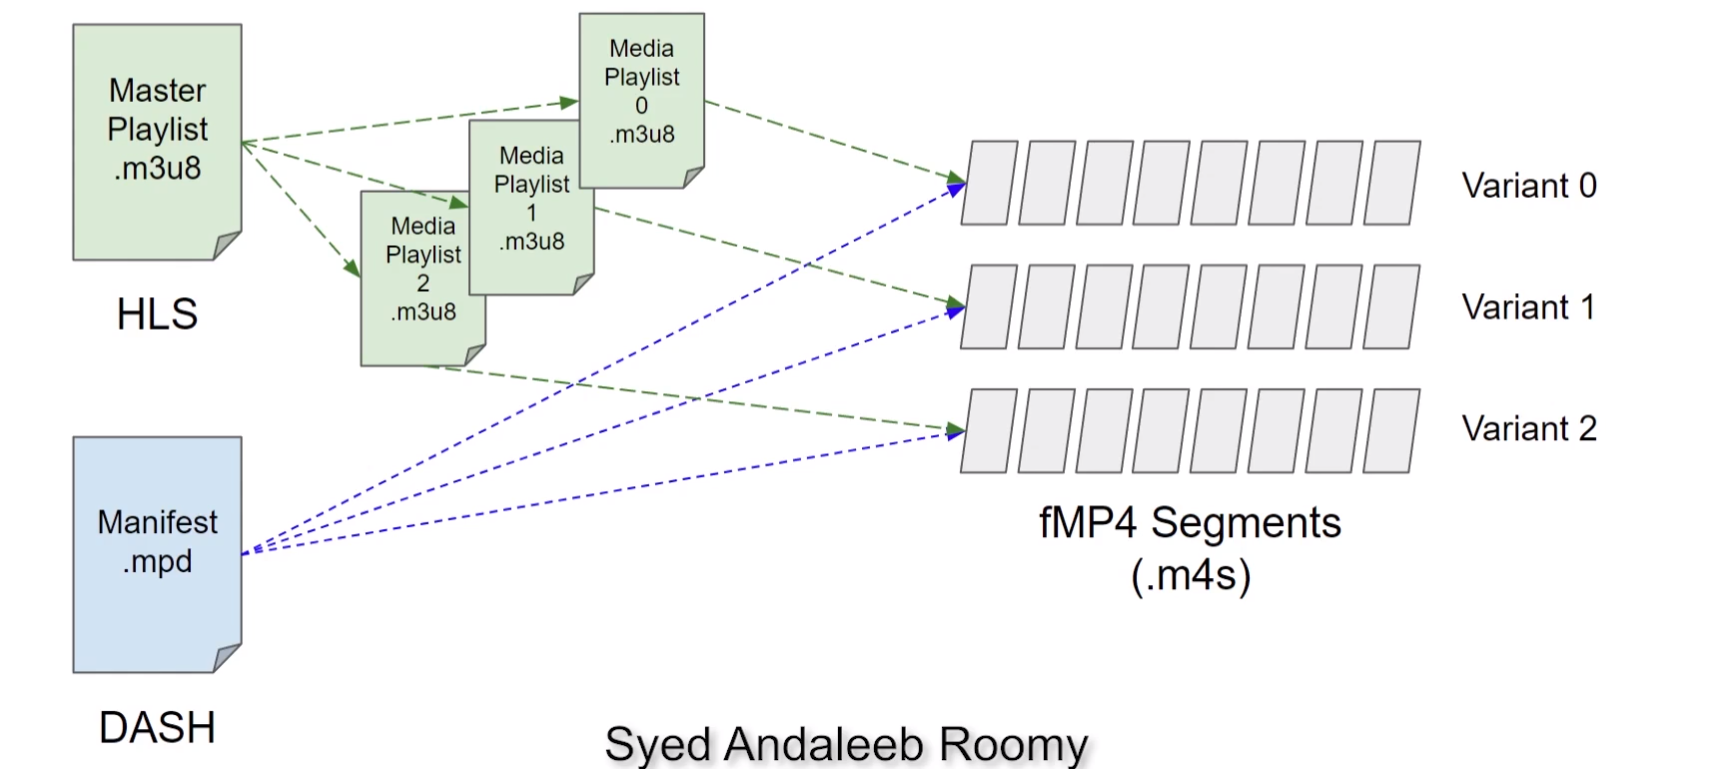 Master
Playlist
.m3u8
HLS
Media
Playlist
0
.m3u8
Media
Playlist
1
.m3u8
Media
Playlist
2
.m3u8
Variant 0
Variant 1
Variant 2
fMP4 Segments
(.m4s)
Manifest
.mpd
DASH
Syed Andaleeb Roomy